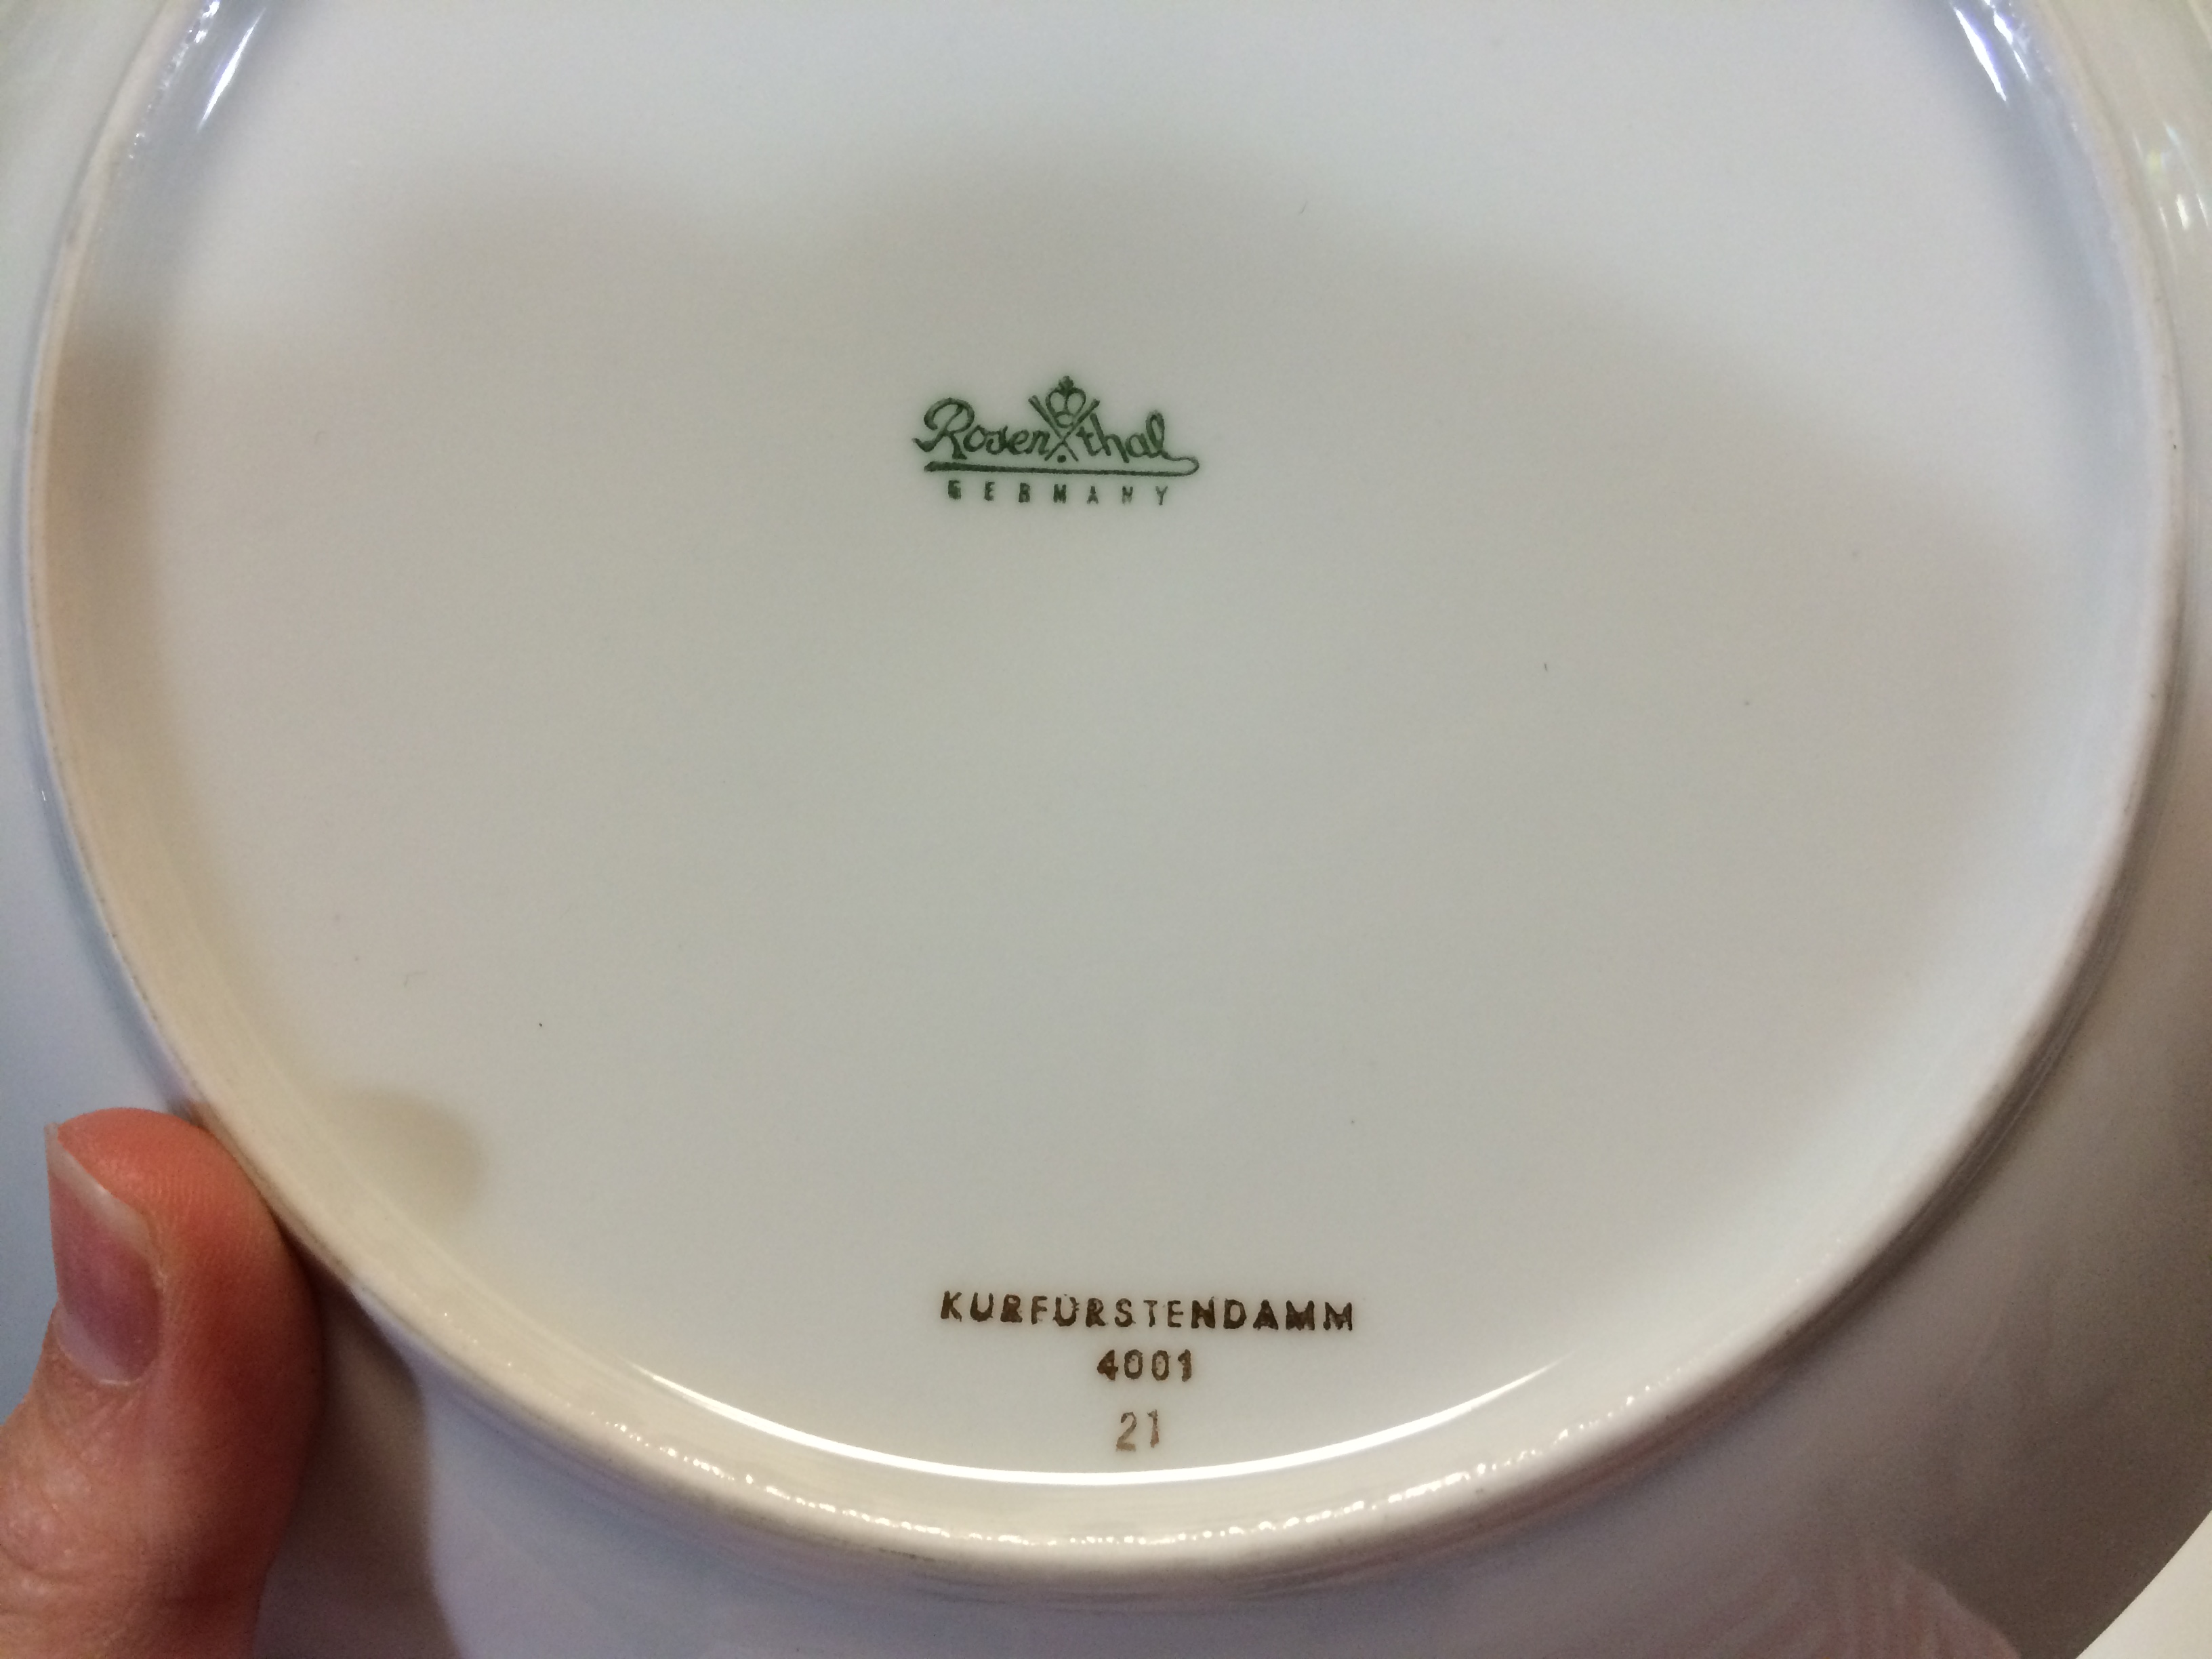 Rosenthal
GERMANY
KURFÜRSTENDAMM
4001
21